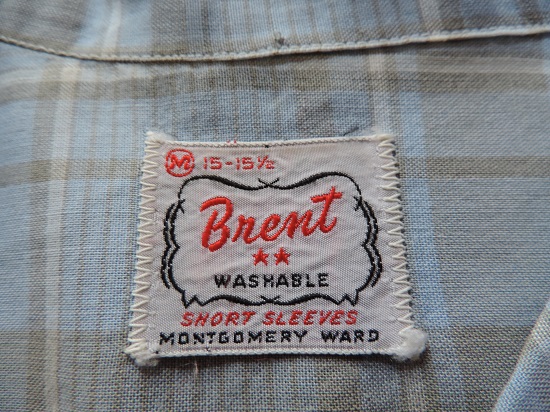 M 15-15½
Brent
★★
WASHABLE
SHORT SLEEVES
MONTGOMERY WARD